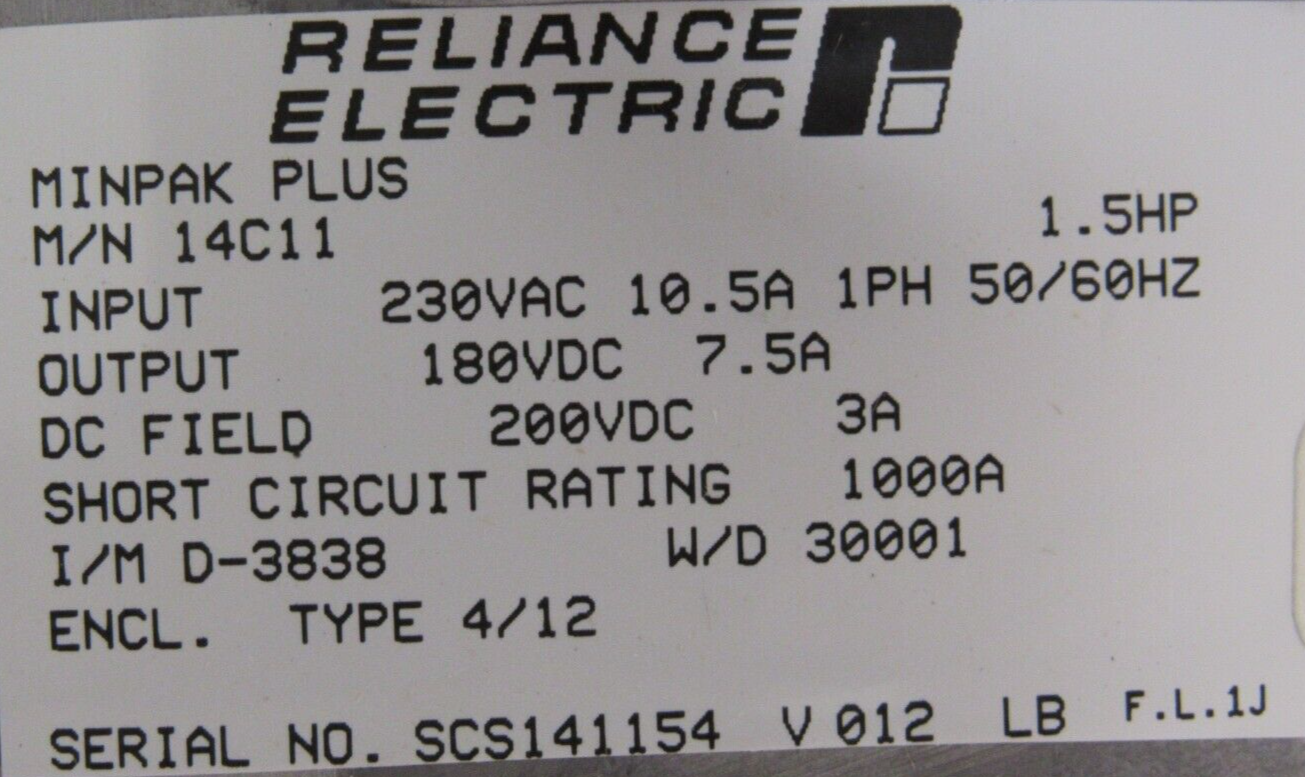 RELIANCE
ELECTRIC
MINPAK PLUS
M/N 14C11 1.5HP
INPUT 230VAC 10.5A 1PH 50/60HZ
OUTPUT 180VDC 7.5A
DC FIELD 200VDC 3A
SHORT CIRCUIT RATING 1000A
I/M D-3838 W/D 30001
ENCL. TYPE 4/12
SERIAL NO. SCS141154 V 012 LB F.L.1J